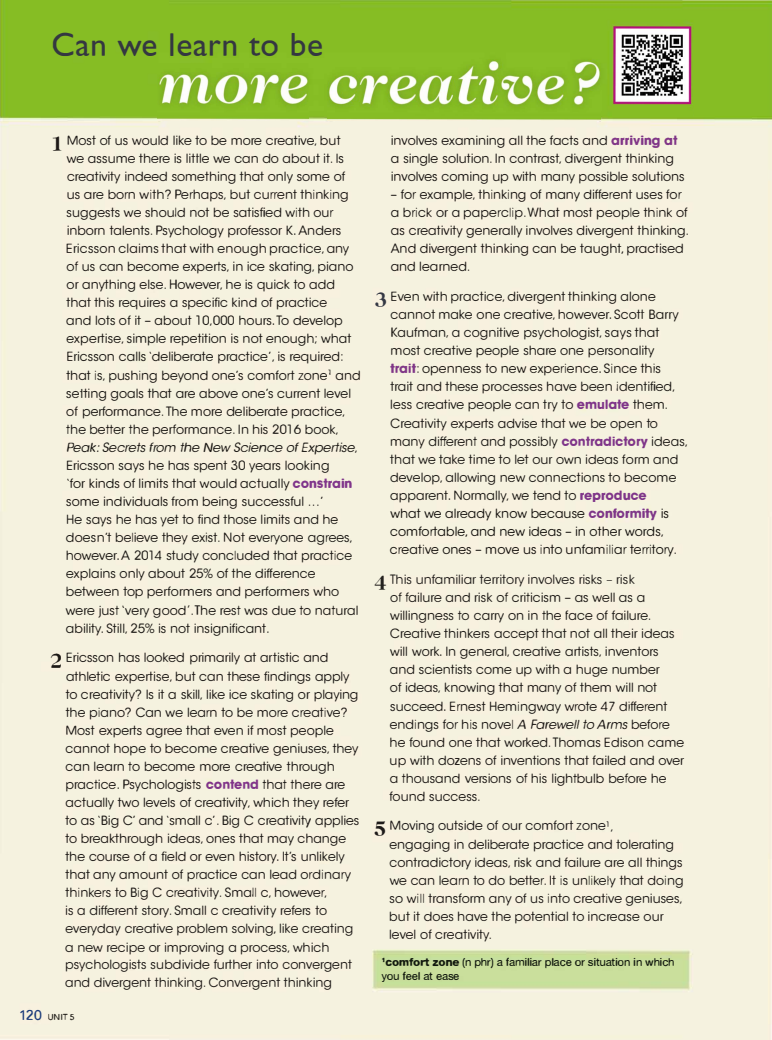 Can we learn to be
more creative?
1 Most of us would like to be more creative, but
we assume there is little we can do about it. Is
creativity indeed something that only some of
us are born with? Perhaps, but current thinking
suggests we should not be satisfied with our
inborn talents. Psychology professor K. Anders
Ericsson claims that with enough practice, any
of us can become experts, in ice skating, piano
or anything else. However, he is quick to add
that this requires a specific kind of practice
and lots of it – about 10,000 hours. To develop
expertise, simple repetition is not enough; what
Ericsson calls ‘deliberate practice’, is required:
that is, pushing beyond one’s comfort zone¹ and
setting goals that are above one’s current level
of performance. The more deliberate practice,
the better the performance. In his 2016 book,
Peak: Secrets from the New Science of Expertise,
Ericsson says he has spent 30 years looking
‘for kinds of limits that would actually constrain
some individuals from being successful …’
He says he has yet to find those limits and he
doesn’t believe they exist. Not everyone agrees,
however. A 2014 study concluded that practice
explains only about 25% of the difference
between top performers and performers who
were just ‘very good’. The rest was due to natural
ability. Still, 25% is not insignificant.
2 Ericsson has looked primarily at artistic and
athletic expertise, but can these findings apply
to creativity? Is it a skill, like ice skating or playing
the piano? Can we learn to be more creative?
Most experts agree that even if most people
cannot hope to become creative geniuses, they
can learn to become more creative through
practice. Psychologists contend that there are
actually two levels of creativity, which they refer
to as ‘Big C’ and ‘small c’. Big C creativity applies
to breakthrough ideas, ones that may change
the course of a field or even history. It’s unlikely
that any amount of practice can lead ordinary
thinkers to Big C creativity. Small c, however,
is a different story. Small c creativity refers to
everyday creative problem solving, like creating
a new recipe or improving a process, which
psychologists subdivide further into convergent
and divergent thinking. Convergent thinking
involves examining all the facts and arriving at
a single solution. In contrast, divergent thinking
involves coming up with many possible solutions
– for example, thinking of many different uses for
a brick or a paperclip. What most people think of
as creativity generally involves divergent thinking.
And divergent thinking can be taught, practised
and learned.
3 Even with practice, divergent thinking alone
cannot make one creative, however. Scott Barry
Kaufman, a cognitive psychologist, says that
most creative people share one personality
trait: openness to new experience. Since this
trait and these processes have been identified,
less creative people can try to emulate them.
Creativity experts advise that we be open to
many different and possibly contradictory ideas,
that we take time to let our own ideas form and
develop, allowing new connections to become
apparent. Normally, we tend to reproduce
what we already know because conformity is
comfortable, and new ideas – in other words,
creative ones – move us into unfamiliar territory.
4 This unfamiliar territory involves risks – risk
of failure and risk of criticism – as well as a
willingness to carry on in the face of failure.
Creative thinkers accept that not all their ideas
will work. In general, creative artists, inventors
and scientists come up with a huge number
of ideas, knowing that many of them will not
succeed. Ernest Hemingway wrote 47 different
endings for his novel A Farewell to Arms before
he found one that worked. Thomas Edison came
up with dozens of inventions that failed and over
a thousand versions of his lightbulb before he
found success.
5 Moving outside of our comfort zone¹,
engaging in deliberate practice and tolerating
contradictory ideas, risk and failure are all things
we can learn to do better. It is unlikely that doing
so will transform any of us into creative geniuses,
but it does have the potential to increase our
level of creativity.
¹comfort zone (n phr) a familiar place or situation in which
you feel at ease
120 UNIT 5